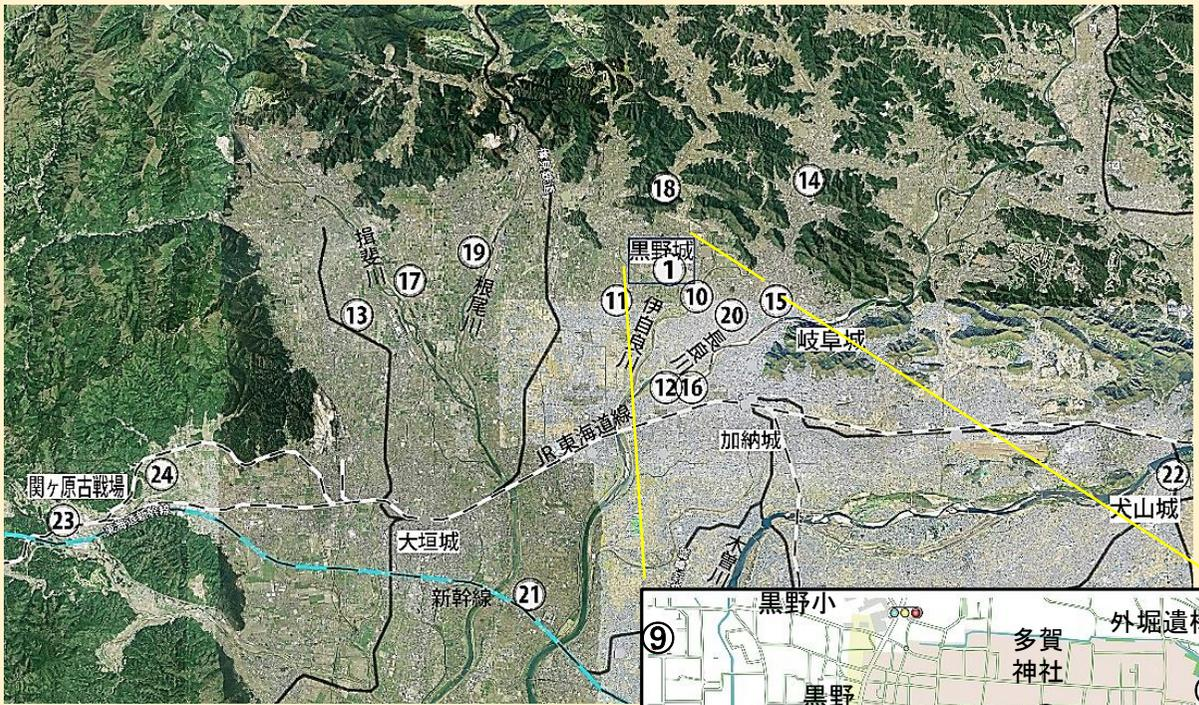 18
14
黒野城
1
揖斐川
19
17
根尾川
11
10
伊自良川
20
15
13
長良川
岐阜城
12
16
JR東海道線
加納城
24
関ヶ原古戦場
23
22
犬山城
大垣城
木曽川
新幹線
21
9
黒野小
外堀遺
多賀
神社
黒野